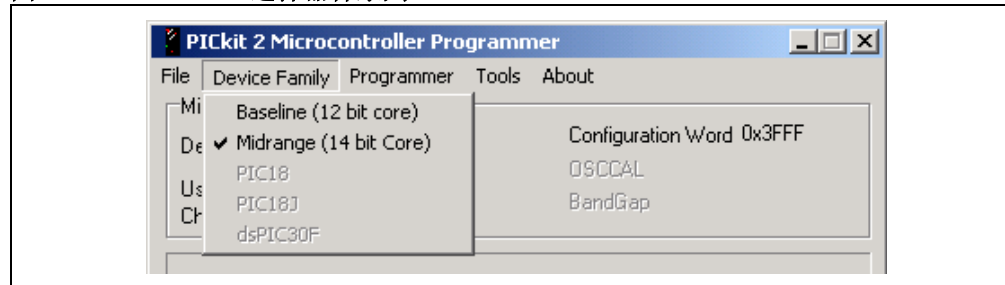 PICkit 2 Microcontroller Programmer
File Device Family Programmer Tools About
Baseline (12 bit core)
Midrange (14 bit Core)
Configuration Word 0x3FFF
PIC18
OSCCAL
PIC18J
BandGap
dsPIC30F